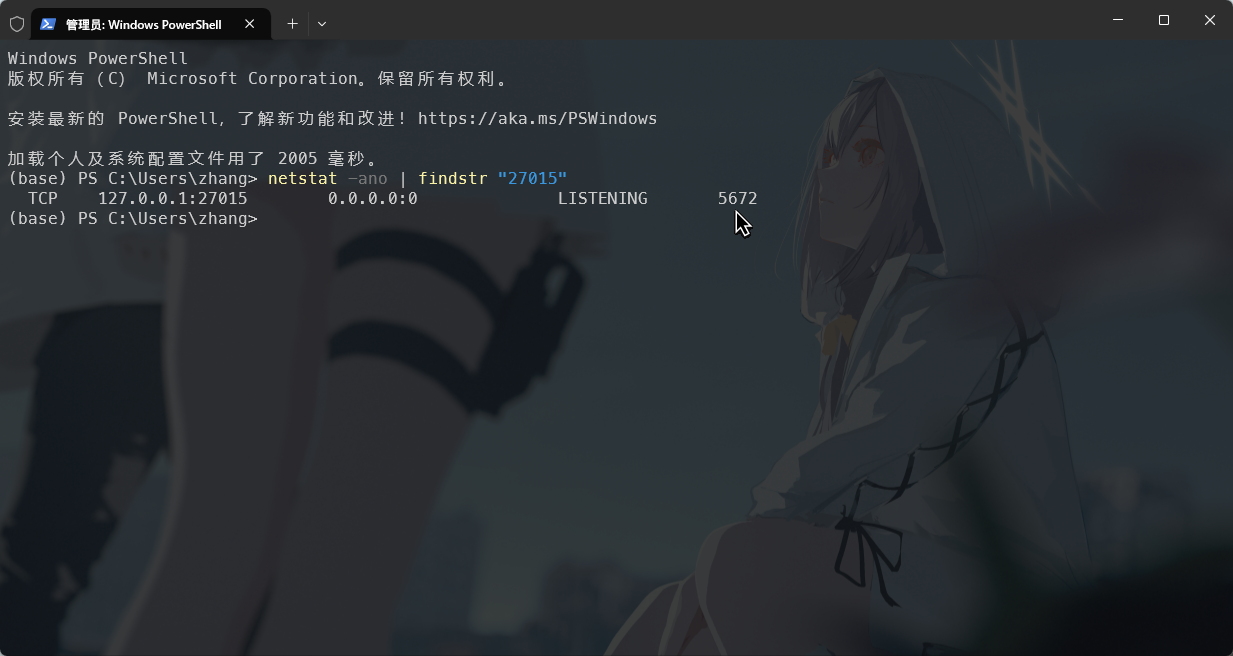 管理员: Windows PowerShell
Windows PowerShell
版权所有 (C) Microsoft Corporation。保留所有权利。
安装最新的 PowerShell，了解新功能和改进！https://aka.ms/PSWindows
加载个人及系统配置文件用了 2005 毫秒。
(base) PS C:\Users\zhang> netstat -ano | findstr "27015"
TCP 127.0.0.1:27015 0.0.0.0:0 LISTENING 5672
(base) PS C:\Users\zhang>